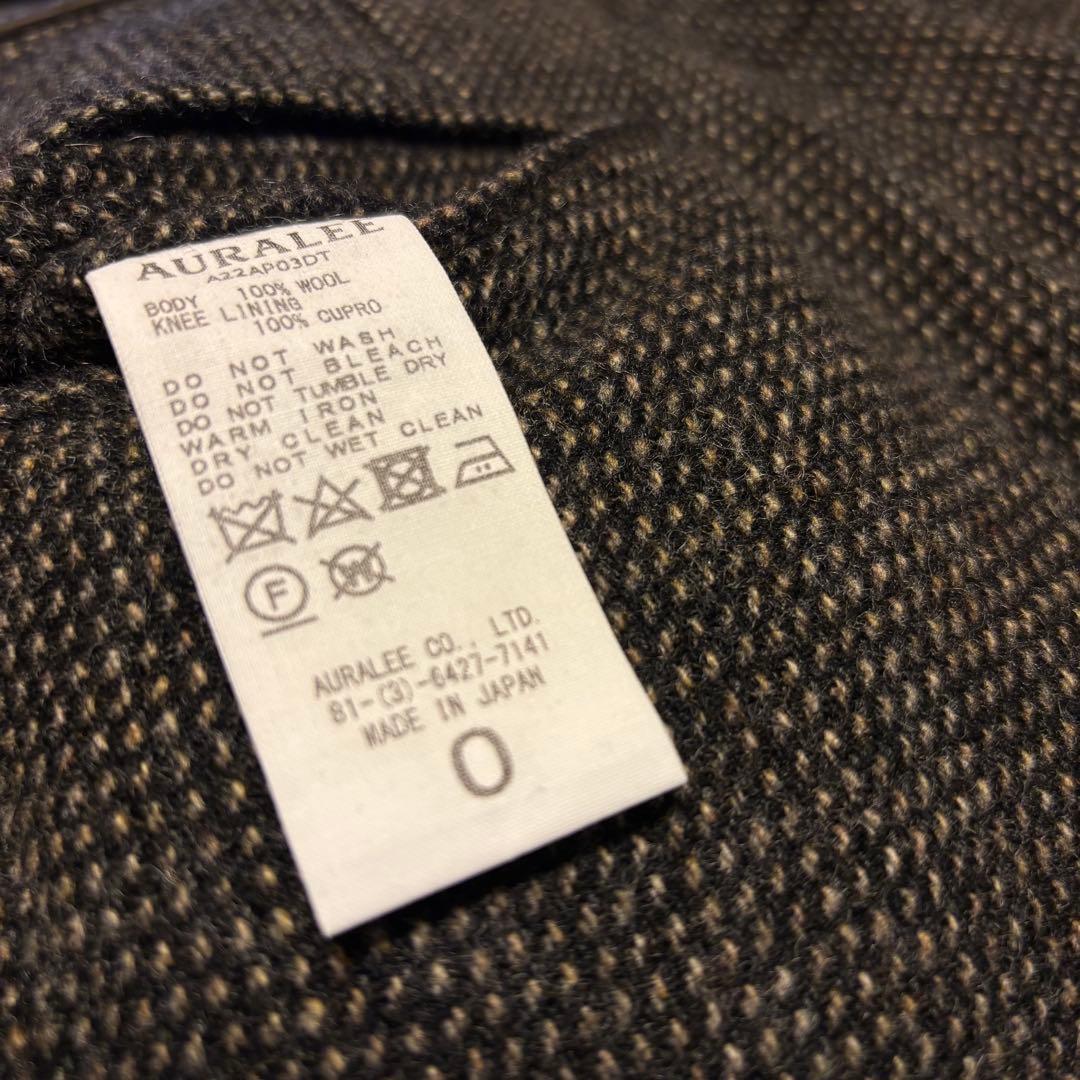 AURALEE
A22AP03DT
BODY 100% WOOL
KNEE LINING
100% CUPRO
DO NOT WASH
DO NOT BLEACH
DO NOT TUMBLE DRY
WARM IRON
DRY CLEAN
DO NOT WET CLEAN
F W
AURALEE CO., LTD.
81-(3)-6427-7141
MADE IN JAPAN
0